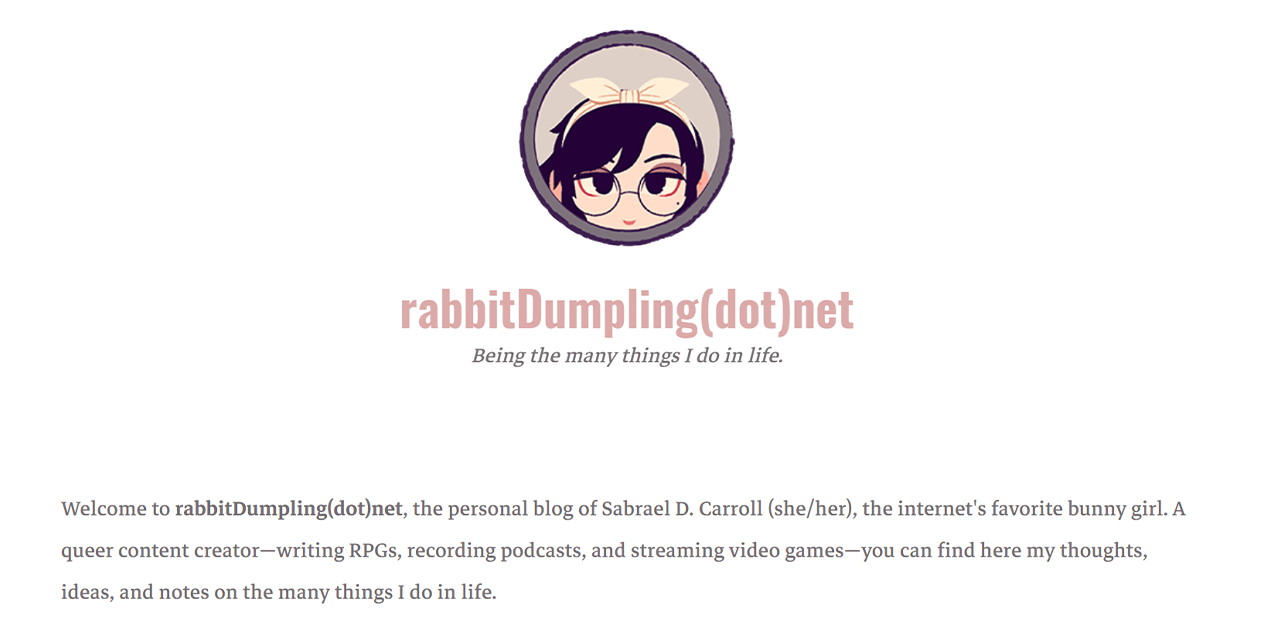 rabbitDumpling(dot)net
Being the many things I do in life.
Welcome to rabbitDumpling(dot)net, the personal blog of Sabrael D. Carroll (she/her), the internet's favorite bunny girl. A
queer content creator—writing RPGs, recording podcasts, and streaming video games—you can find here my thoughts,
ideas, and notes on the many things I do in life.